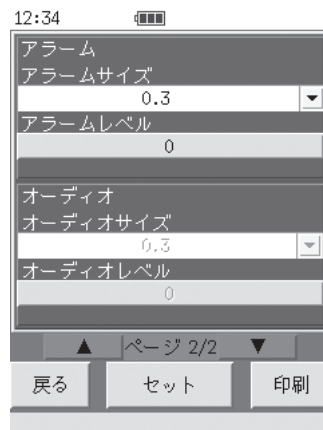 12:34
アラーム
アラームサイズ
0.3
アラームレベル
0
オーディオ
オーディオサイズ
0.3
オーディオレベル
0
▲ ページ 2/2 ▼
戻る セット 印刷